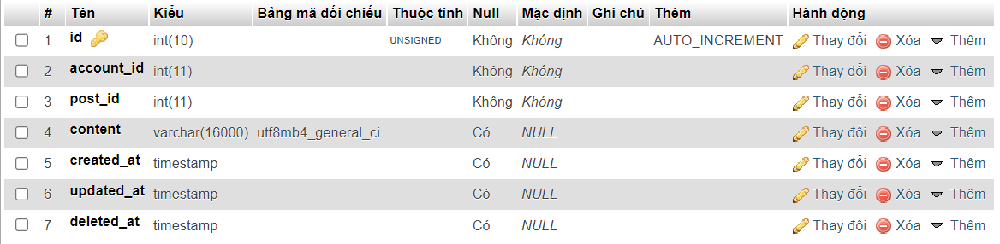 # Tên Kiểu Bảng mã đối chiếu Thuộc tính Null Mặc định Ghi chú Thêm Hành động
1 id int(10) UNSIGNED Không Không AUTO_INCREMENT Thay đổi Xóa Thêm
2 account_id int(11) Không Không Thay đổi Xóa Thêm
3 post_id int(11) Không Không Thay đổi Xóa Thêm
4 content varchar(16000) utf8mb4_general_ci Có NULL Thay đổi Xóa Thêm
5 created_at timestamp Có NULL Thay đổi Xóa Thêm
6 updated_at timestamp Có NULL Thay đổi Xóa Thêm
7 deleted_at timestamp Có NULL Thay đổi Xóa Thêm